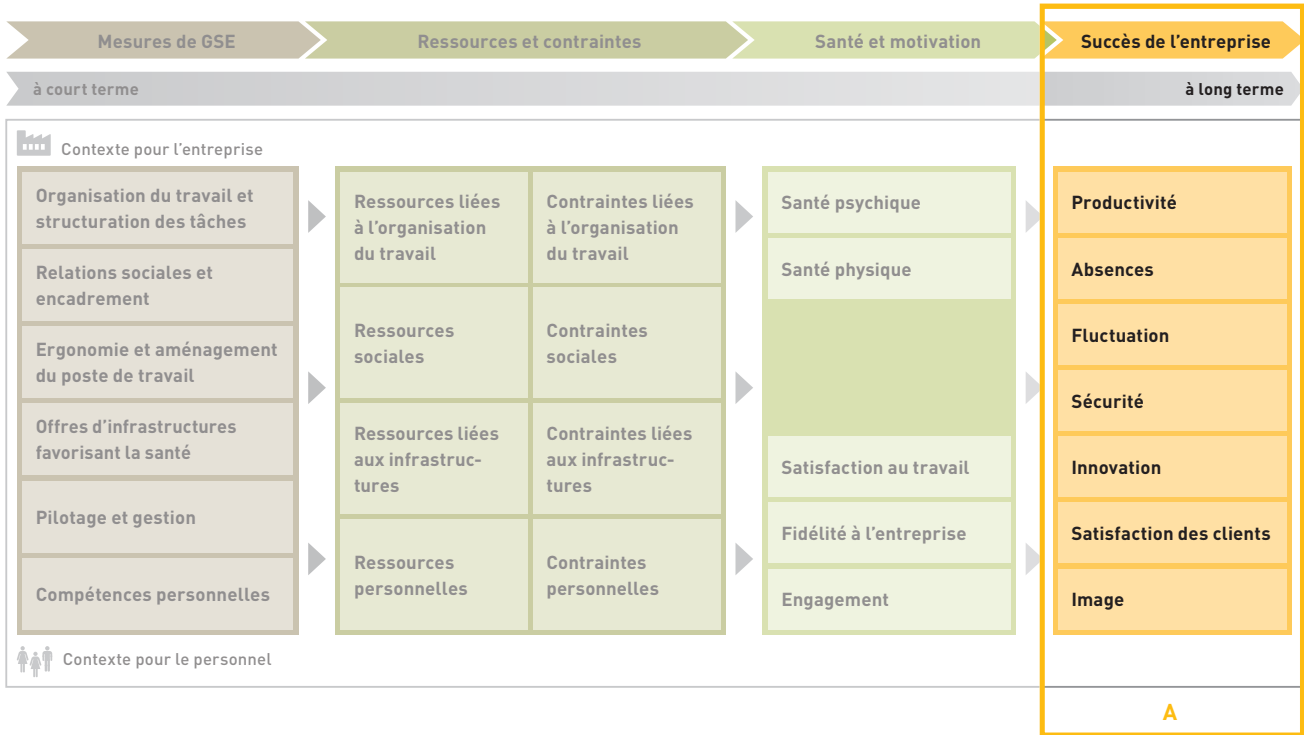 Mesures de GSE
Ressources et contraintes
Santé et motivation
Succès de l'entreprise
à court terme
à long terme
Contexte pour l'entreprise
Organisation du travail et
structuration des tâches
Relations sociales et
encadrement
Ergonomie et aménagement
du poste de travail
Offres d'infrastructures
favorisant la santé
Pilotage et gestion
Compétences personnelles
Ressources liées
à l'organisation
du travail
Contraintes liées
à l'organisation
du travail
Ressources
sociales
Contraintes
sociales
Ressources liées
aux infrastruc-
tures
Contraintes liées
aux infrastruc-
tures
Ressources
personnelles
Contraintes
personnelles
Santé psychique
Santé physique
Satisfaction au travail
Fidélité à l'entreprise
Engagement
Productivité
Absences
Fluctuation
Sécurité
Innovation
Satisfaction des clients
Image
Contexte pour le personnel
A